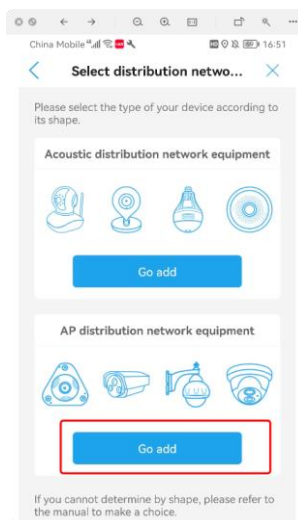 China Mobile 16:51
Select distribution netwo...
Please select the type of your device according to
its shape.
Acoustic distribution network equipment
Go add
AP distribution network equipment
Go add
If you cannot determine by shape, please refer to
the manual to make a choice.